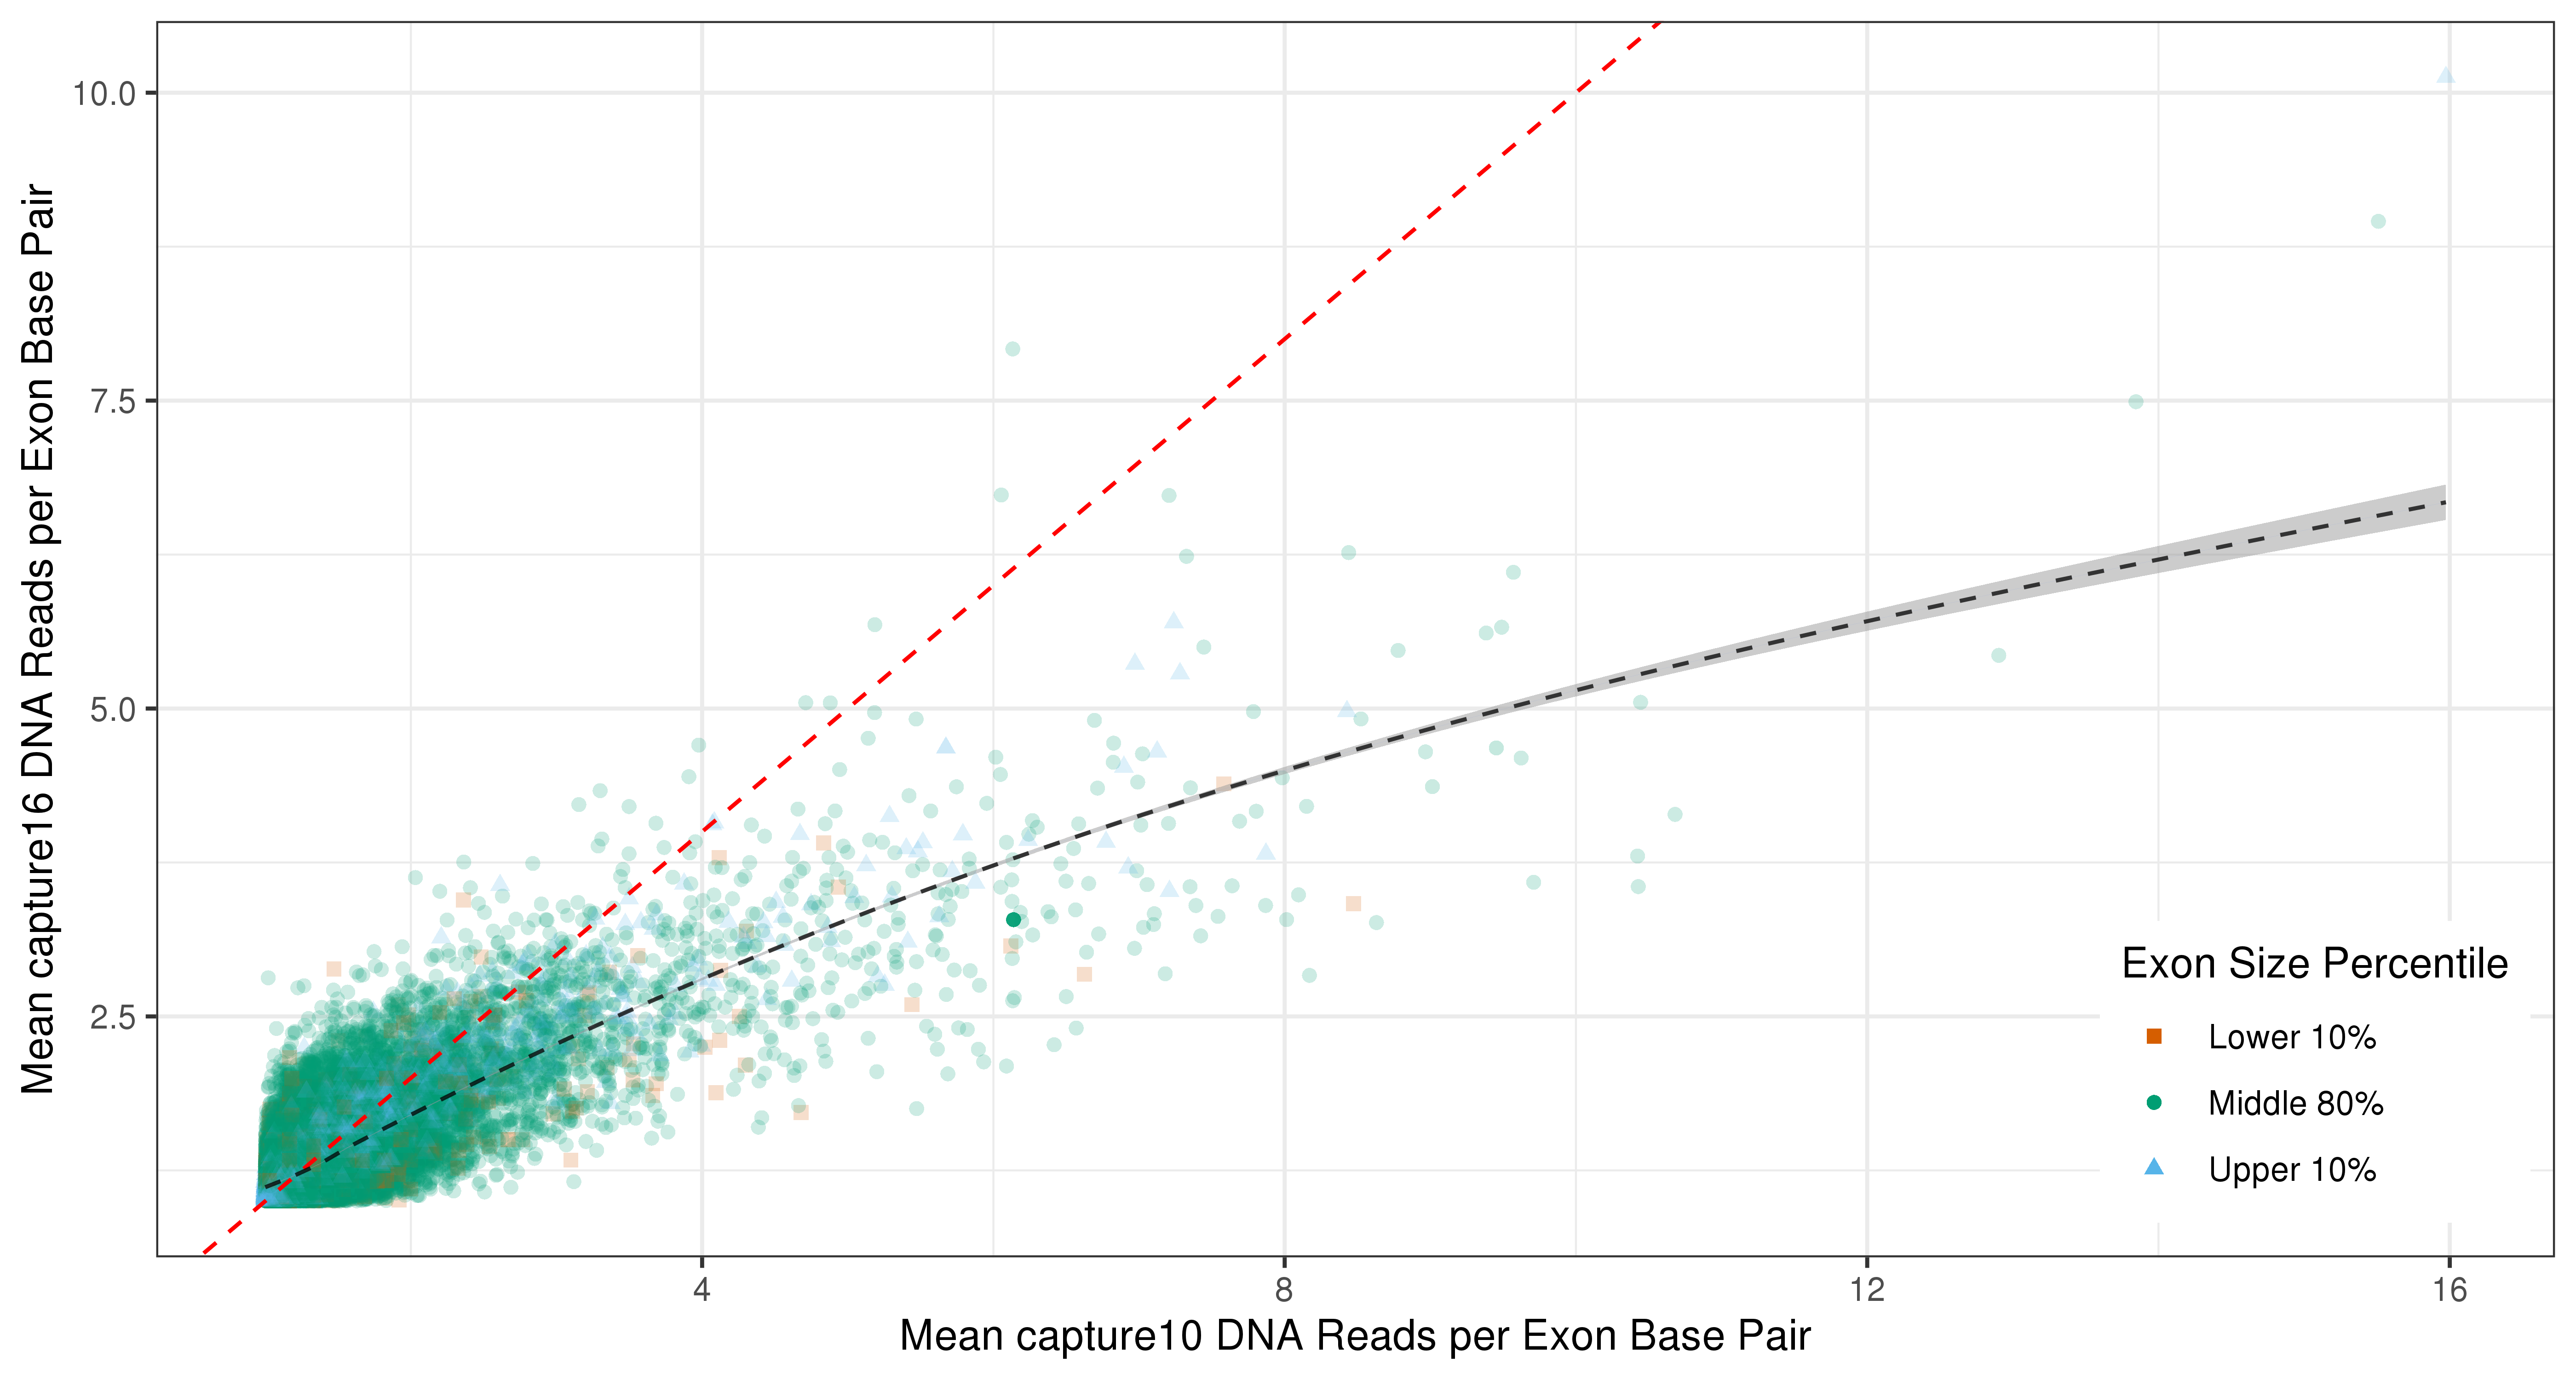 Mean capture16 DNA Reads per Exon Base Pair
10.0
7.5
5.0
2.5
4
8
12
16
Mean capture10 DNA Reads per Exon Base Pair
Exon Size Percentile
Lower 10%
Middle 80%
Upper 10%